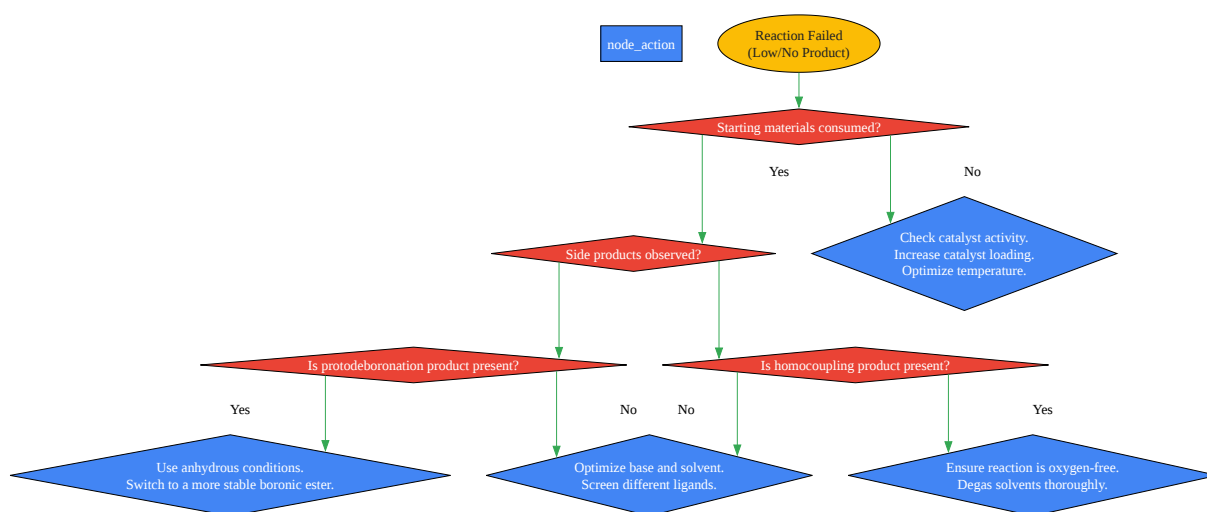 node_action
Reaction Failed
(Low/No Product)
Starting materials consumed?
Yes
No
Check catalyst activity.
Increase catalyst loading.
Optimize temperature.
Side products observed?
Is protodeboronation product present?
Is homocoupling product present?
Yes
No
No
Yes
Use anhydrous conditions.
Switch to a more stable boronic ester.
Optimize base and solvent.
Screen different ligands.
Ensure reaction is oxygen-free.
Degas solvents thoroughly.